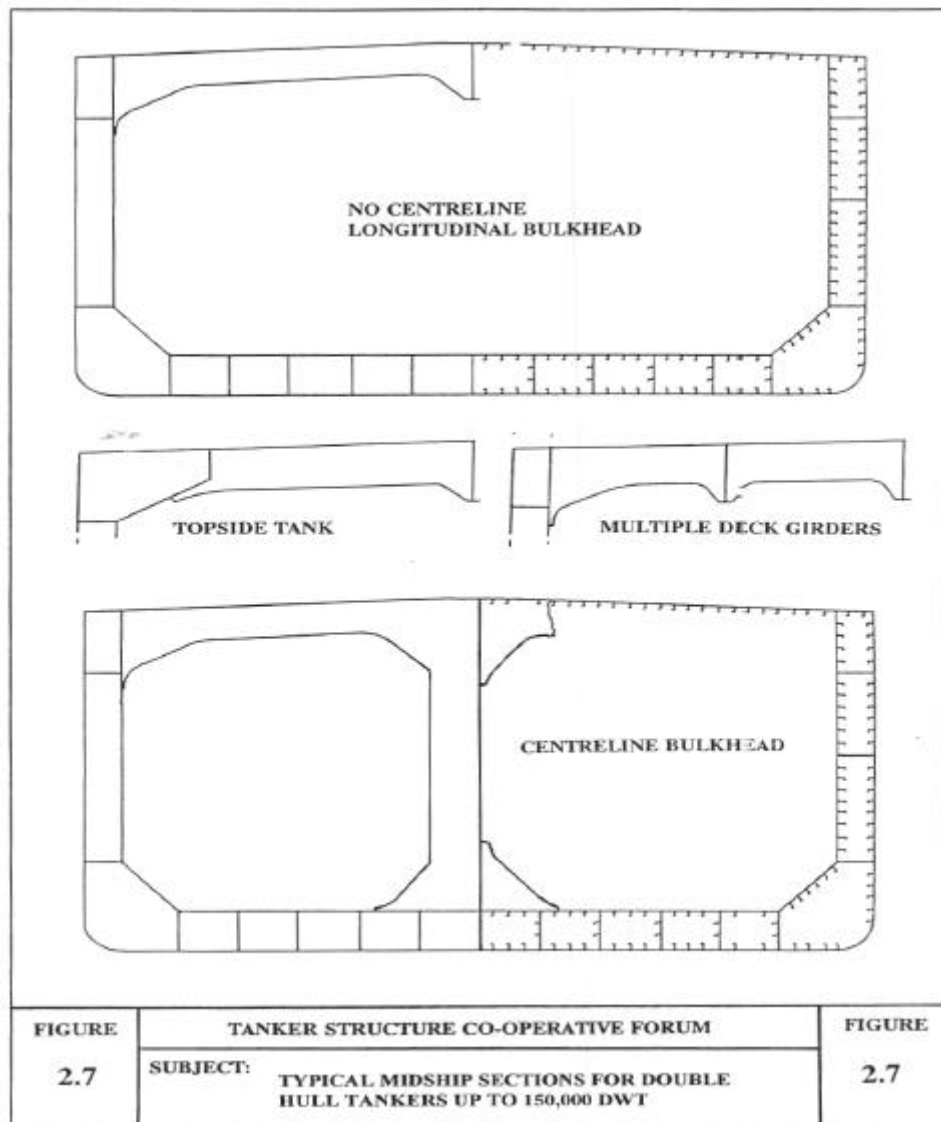 NO CENTRELINE
LONGITUDINAL BULKHEAD
TOPSIDE TANK
MULTIPLE DECK GIRDERS
CENTRELINE BULKHEAD
FIGURE
2.7
TANKER STRUCTURE CO-OPERATIVE FORUM
SUBJECT:
TYPICAL MIDSHIP SECTIONS FOR DOUBLE
HULL TANKERS UP TO 150,000 DWT
FIGURE
2.7